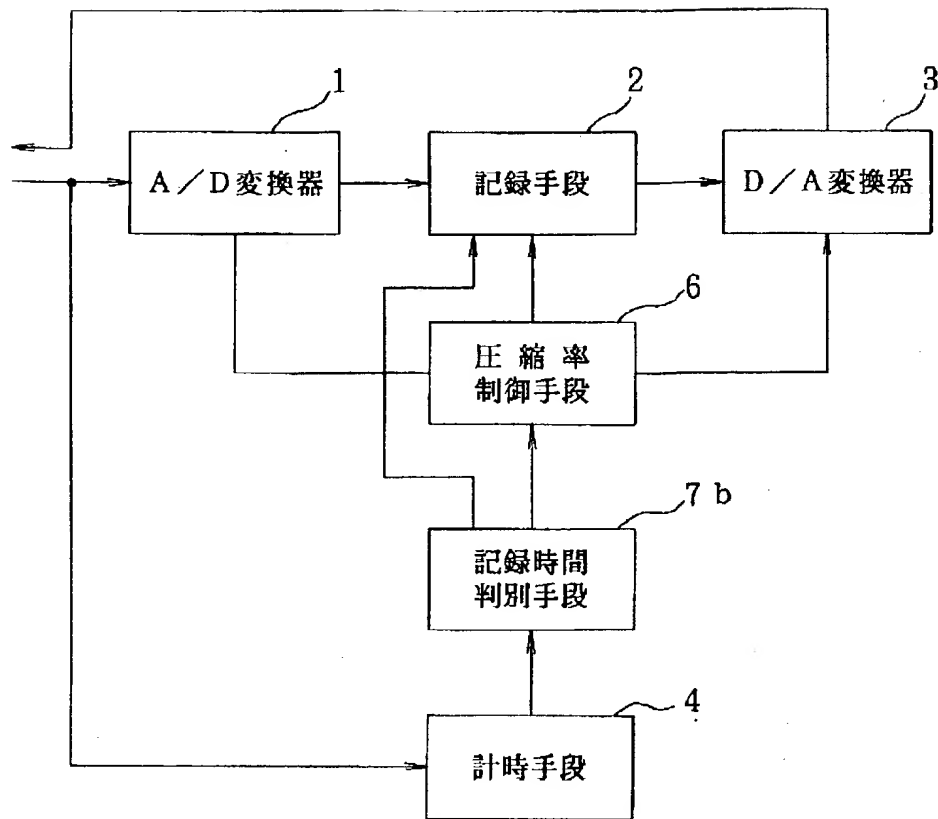 1
2
3
A／D変換器
記録手段
D／A変換器
6
圧縮率
制御手段
7b
記録時間
判別手段
4
計時手段